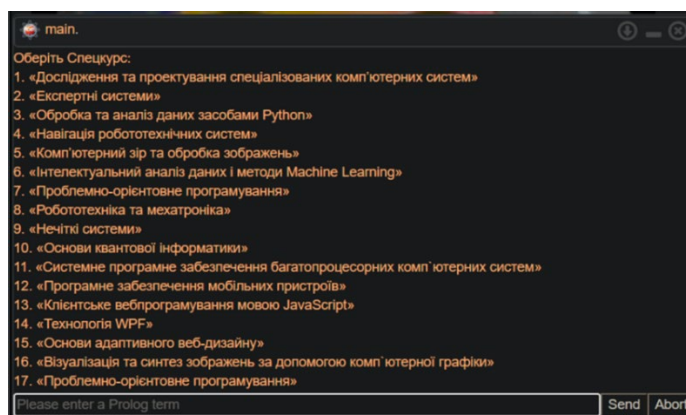 main.
Оберіть Спецкурс:
1. «Дослідження та проектування спеціалізованих комп`ютерних систем»
2. «Експертні системи»
3. «Обробка та аналіз даних засобами Python»
4. «Навігація робототехнічних систем»
5. «Комп`ютерний зір та обробка зображень»
6. «Інтелектуальний аналіз даних і методи Machine Learning»
7. «Проблемно-орієнтовне програмування»
8. «Робототехніка та мехатроніка»
9. «Нечіткі системи»
10. «Основи квантової інформатики»
11. «Системне програмне забезпечення багатопроцесорних комп`ютерних систем»
12. «Програмне забезпечення мобільних пристроїв»
13. «Клієнтське вебпрограмування мовою JavaScript»
14. «Технологія WPF»
15. «Основи адаптивного веб-дизайну»
16. «Візуалізація та синтез зображень за допомогою комп`ютерної графіки»
17. «Проблемно-орієнтовне програмування»
Please enter a Prolog term Send Abort